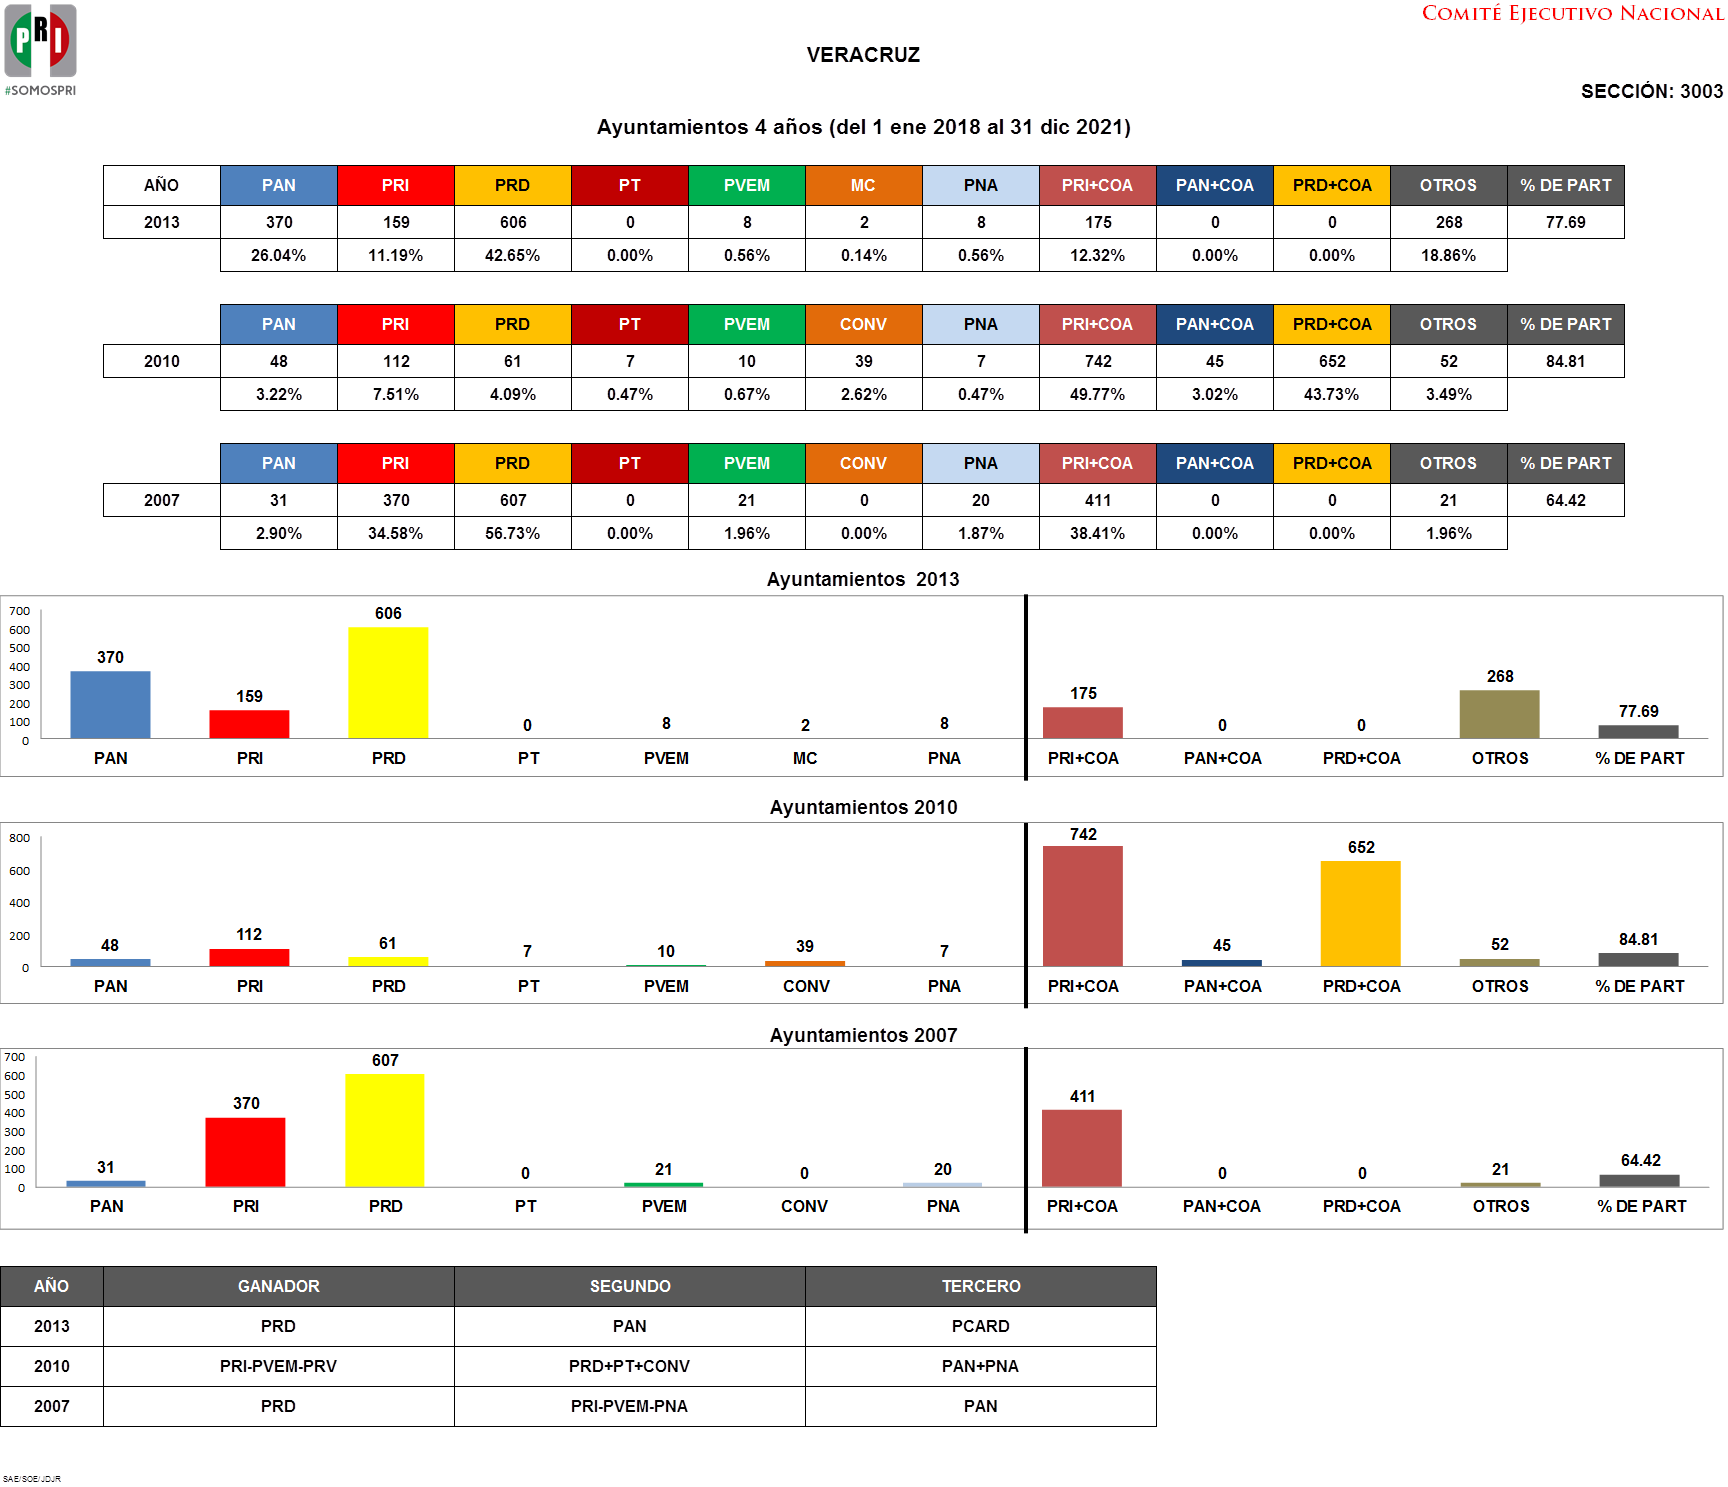 PRI
#SOMOSPRI
COMITÉ EJECUTIVO NACIONAL
VERACRUZ
SECCIÓN: 3003
Ayuntamientos 4 años (del 1 ene 2018 al 31 dic 2021)
AÑO PAN PRI PRD PT PVEM MC PNA PRI+COA PAN+COA PRD+COA OTROS % DE PART
2013 370 159 606 0 8 2 8 175 0 0 268 77.69
26.04% 11.19% 42.65% 0.00% 0.56% 0.14% 0.56% 12.32% 0.00% 0.00% 18.86%
PAN PRI PRD PT PVEM CONV PNA PRI+COA PAN+COA PRD+COA OTROS % DE PART
2010 48 112 61 7 10 39 7 742 45 652 52 84.81
3.22% 7.51% 4.09% 0.47% 0.67% 2.62% 0.47% 49.77% 3.02% 43.73% 3.49%
PAN PRI PRD PT PVEM CONV PNA PRI+COA PAN+COA PRD+COA OTROS % DE PART
2007 31 370 607 0 21 0 20 411 0 0 21 64.42
2.90% 34.58% 56.73% 0.00% 1.96% 0.00% 1.87% 38.41% 0.00% 0.00% 1.96%
Ayuntamientos 2013
700
600
500
400
300
200
100
0
370 159 606 0 8 2 8 175 0 0 268 77.69
PAN PRI PRD PT PVEM MC PNA PRI+COA PAN+COA PRD+COA OTROS % DE PART
Ayuntamientos 2010
800
600
400
200
0
48 112 61 7 10 39 7 742 45 652 52 84.81
PAN PRI PRD PT PVEM CONV PNA PRI+COA PAN+COA PRD+COA OTROS % DE PART
Ayuntamientos 2007
700
600
500
400
300
200
100
0
31 370 607 0 21 0 20 411 0 0 21 64.42
PAN PRI PRD PT PVEM CONV PNA PRI+COA PAN+COA PRD+COA OTROS % DE PART
AÑO GANADOR SEGUNDO TERCERO
2013 PRD PAN PCARD
2010 PRI-PVEM-PRV PRD+PT+CONV PAN+PNA
2007 PRD PRI-PVEM-PNA PAN
SAE/SOE/JDJR